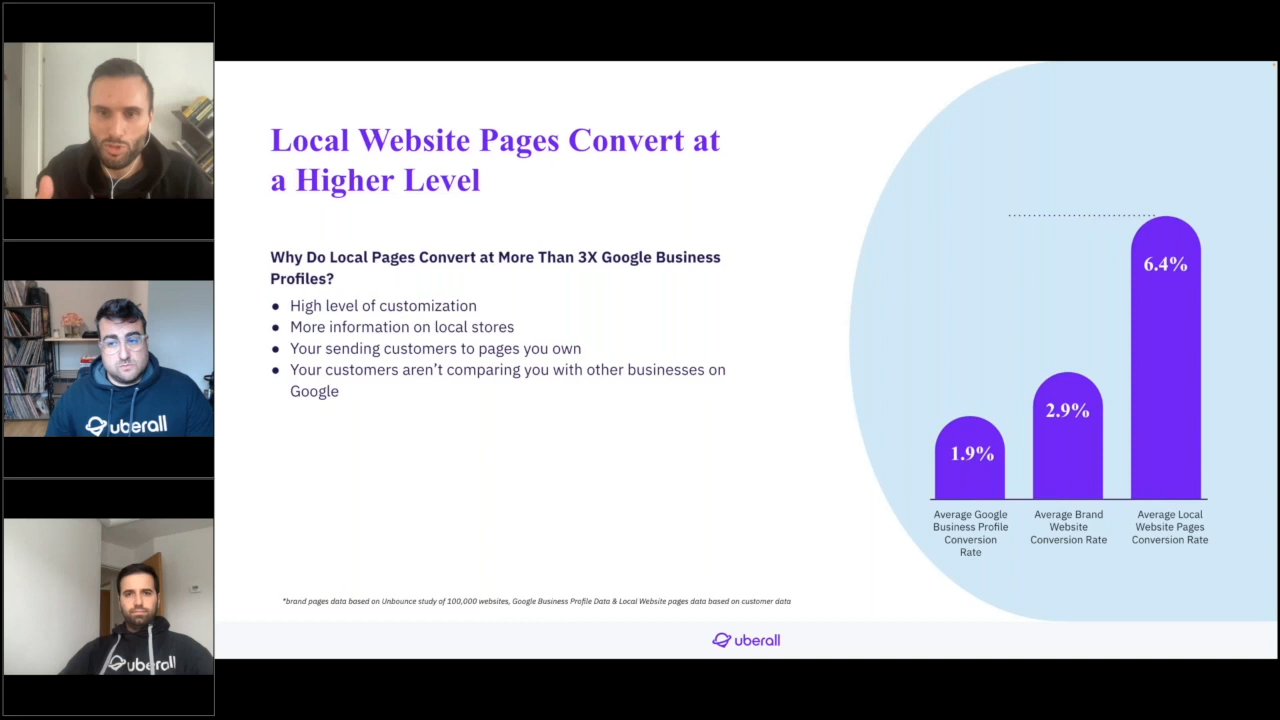 Local Website Pages Convert at
a Higher Level
Why Do Local Pages Convert at More Than 3X Google Business
Profiles?
● High level of customization
● More information on local stores
● Your sending customers to pages you own
● Your customers aren’t comparing you with other businesses on
Google
6.4%
2.9%
1.9%
Average Google
Business Profile
Conversion
Rate
Average Brand
Website
Conversion Rate
Average Local
Website Pages
Conversion Rate
*brand pages data based on Unbounce study of 100,000 websites, Google Business Profile Data & Local Website pages data based on customer data
uberall
uberall
uberall